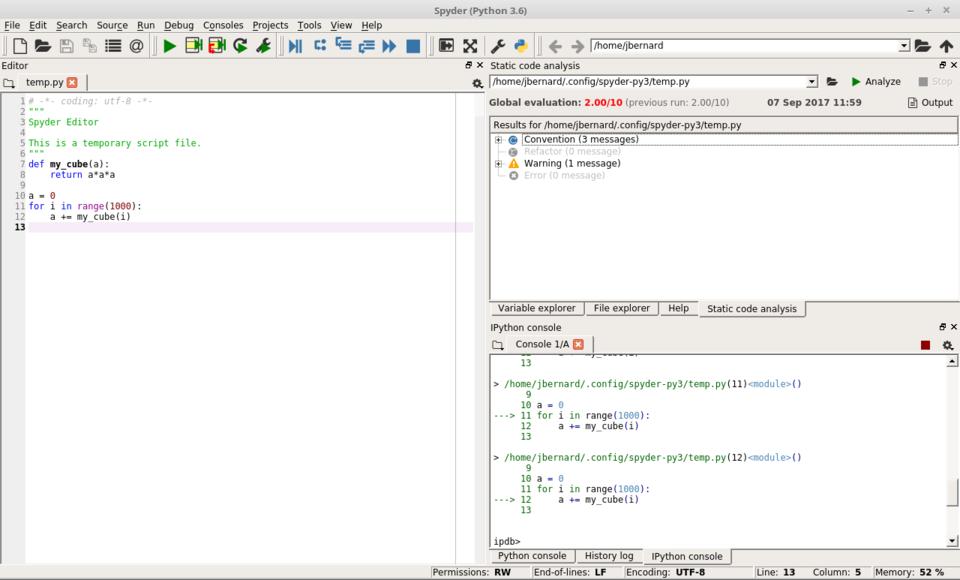 Spyder (Python 3.6)
File Edit Search Source Run Debug Consoles Projects Tools View Help
/home/jbernard
Editor
temp.py
1 # -*- coding: utf-8 -*-
2 """
3 Spyder Editor
4
5 This is a temporary script file.
6 """
7 def my_cube(a):
8     return a*a*a
9
10 a = 0
11 for i in range(1000):
12     a += my_cube(i)
13
Static code analysis
/home/jbernard/.config/spyder-py3/temp.py Analyze Stop
Global evaluation: 2.00/10 (previous run: 2.00/10) 07 Sep 2017 11:59 Output
Results for /home/jbernard/.config/spyder-py3/temp.py
Convention (3 messages)
Refactor (0 message)
Warning (1 message)
Error (0 message)
Variable explorer File explorer Help Static code analysis
IPython console
Console 1/A
13
> /home/jbernard/.config/spyder-py3/temp.py(11)<module>()
9
10 a = 0
---> 11 for i in range(1000):
12     a += my_cube(i)
13
> /home/jbernard/.config/spyder-py3/temp.py(12)<module>()
9
10 a = 0
11 for i in range(1000):
---> 12     a += my_cube(i)
13
ipdb>
Python console History log IPython console
Permissions: RW End-of-lines: LF Encoding: UTF-8 Line: 13 Column: 5 Memory: 52 %